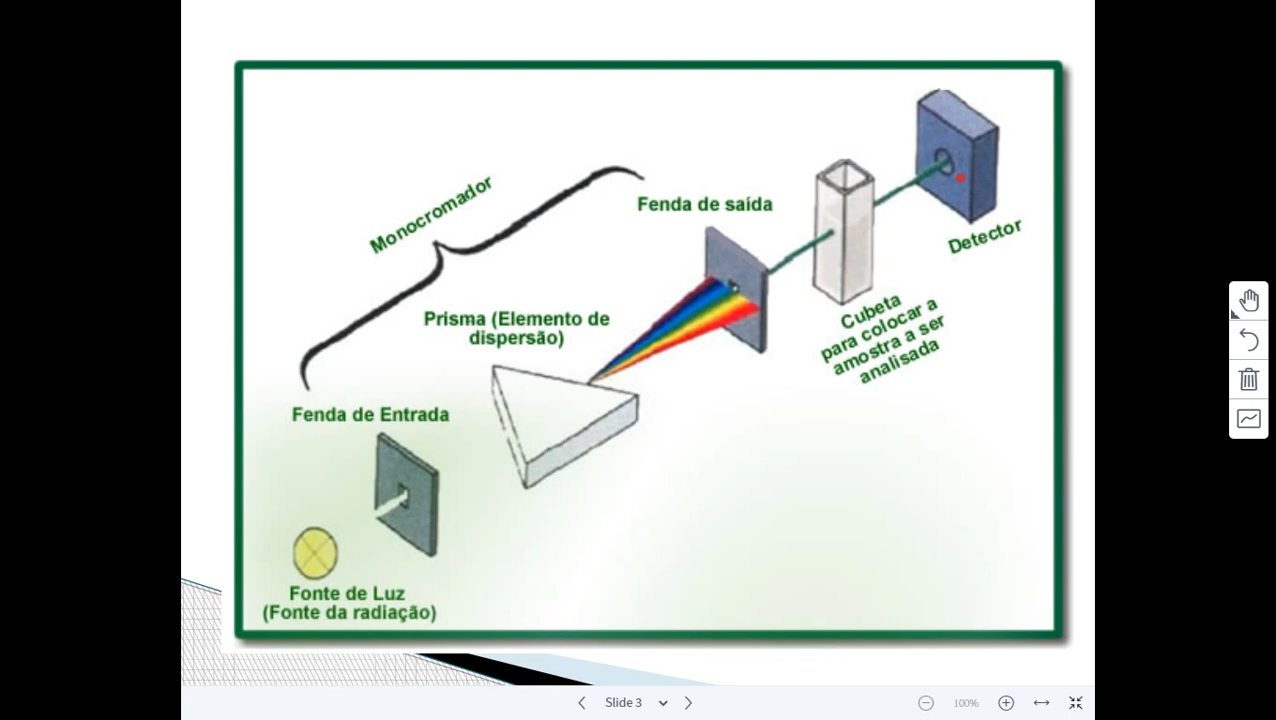 Monocromador
Fenda de saída
Detector
Prisma (Elemento de
dispersão)
Cubeta
para colocar a
amostra a ser
analisada
Fenda de Entrada
Fonte de Luz
(Fonte da radiação)
Slide 3
100%